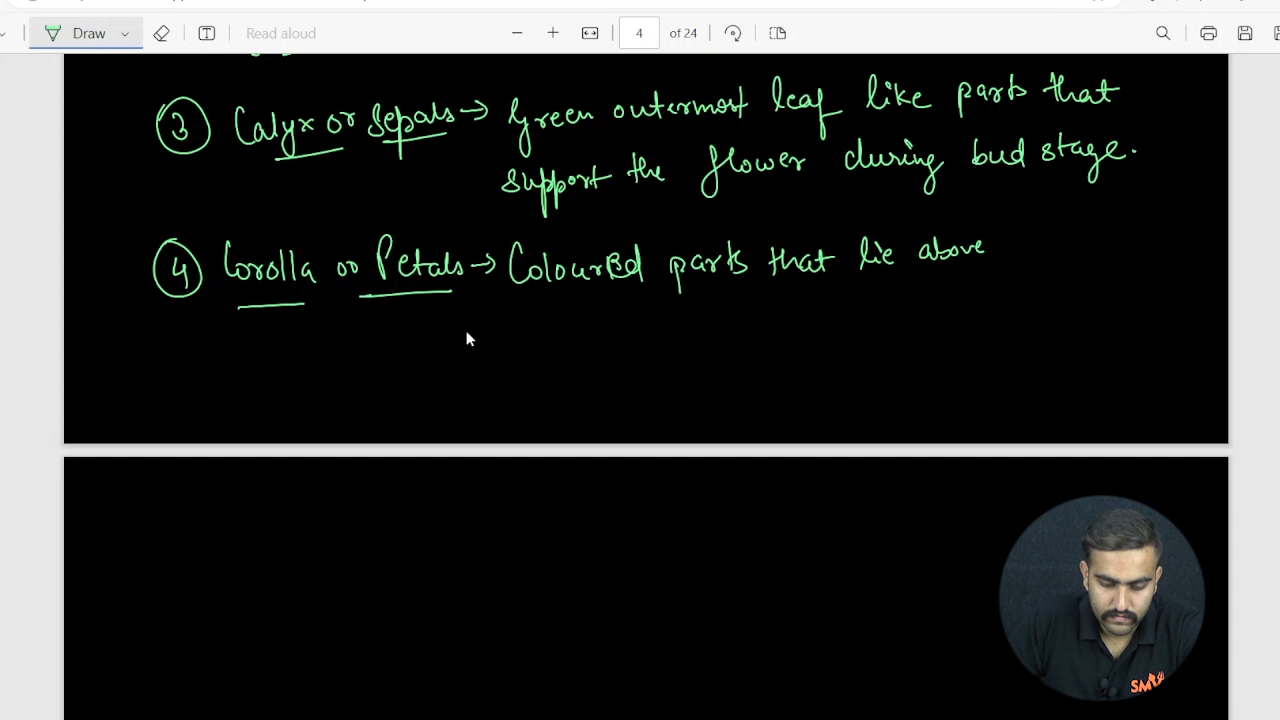 Draw
Read aloud
4 of 24
3 Calyx or Sepals → Green outermost leaf like parts that
support the flower during bud stage.
4 Corolla or Petals → Coloured parts that lie above